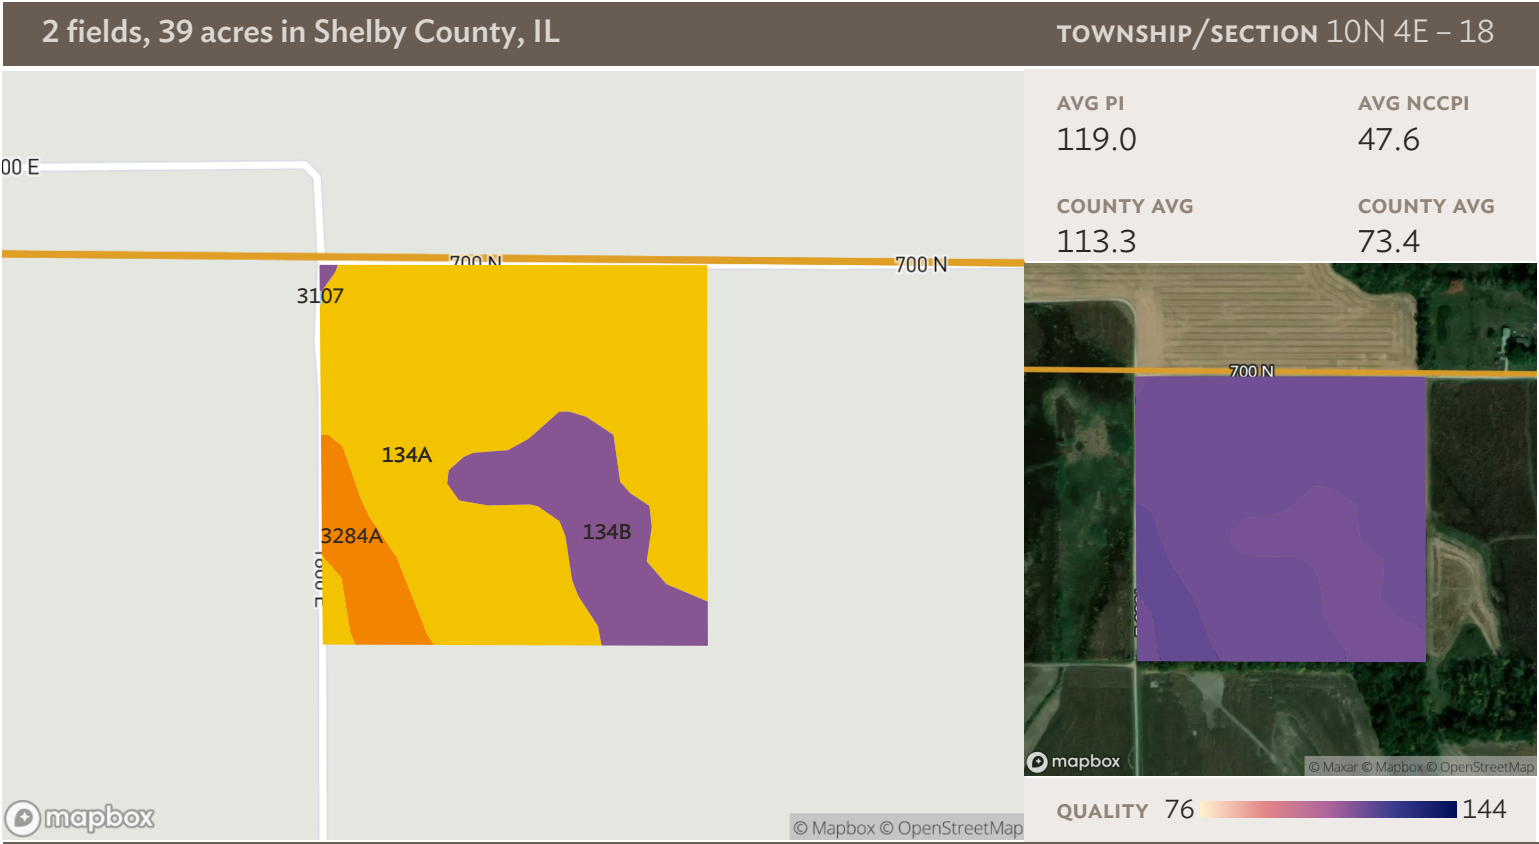 2 fields, 39 acres in Shelby County, IL
TOWNSHIP/SECTION 10N 4E – 18
AVG PI
119.0
AVG NCCPI
47.6
COUNTY AVG
113.3
COUNTY AVG
73.4
00 E
700 N
700 N
3107
134A
134B
3284A
mapbox
© Mapbox © OpenStreetMap
700 N
mapbox
© Maxar © Mapbox © OpenStreetMap
QUALITY 76 144